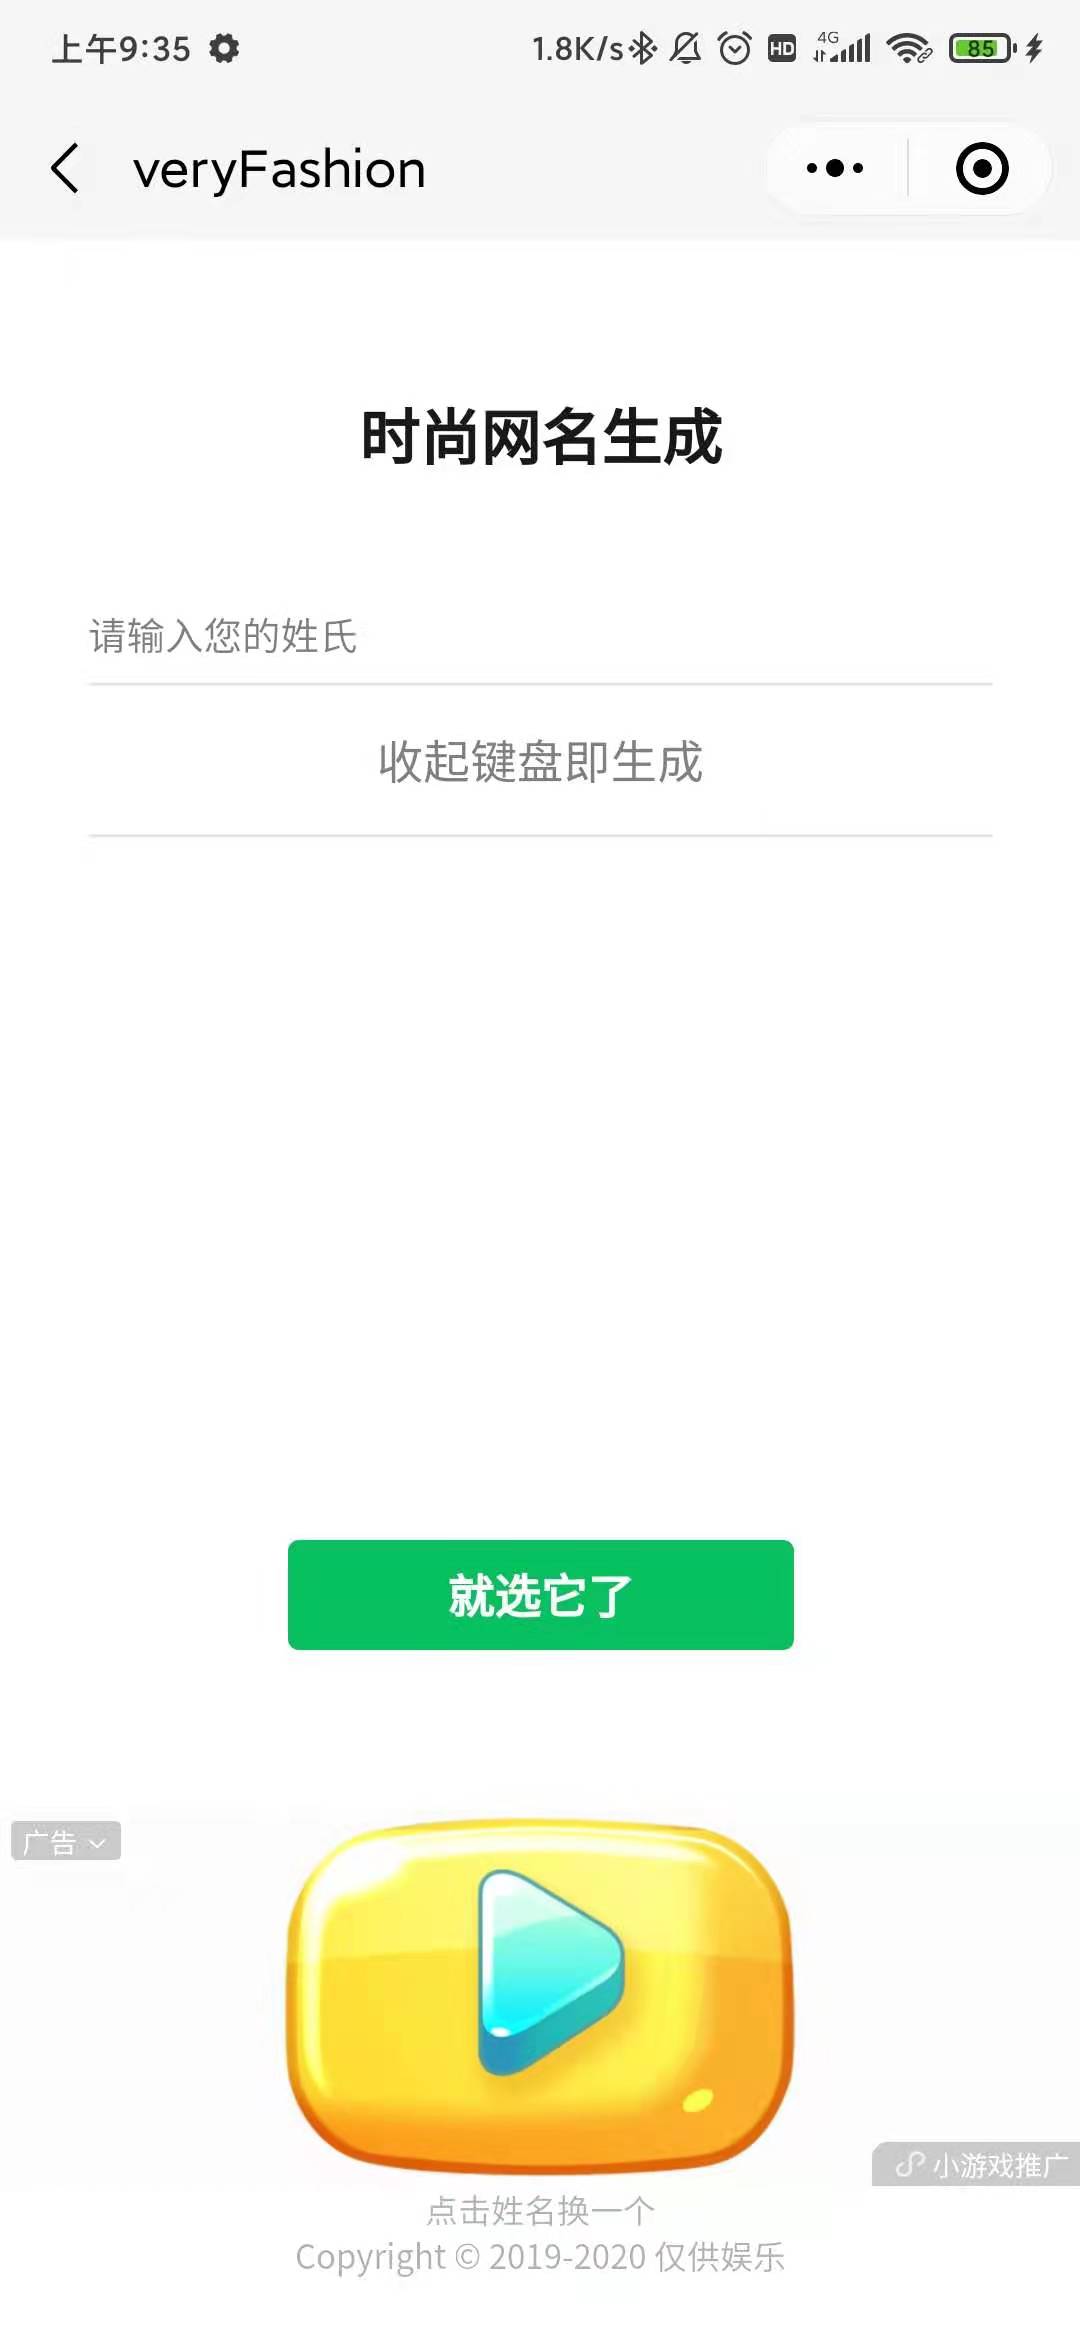 上午9:35 1.8K/s HD 4G 85
veryFashion
时尚网名生成
请输入您的姓氏
收起键盘即生成
就选它了
广告
小游戏推广
点击姓名换一个
Copyright © 2019-2020 仅供娱乐